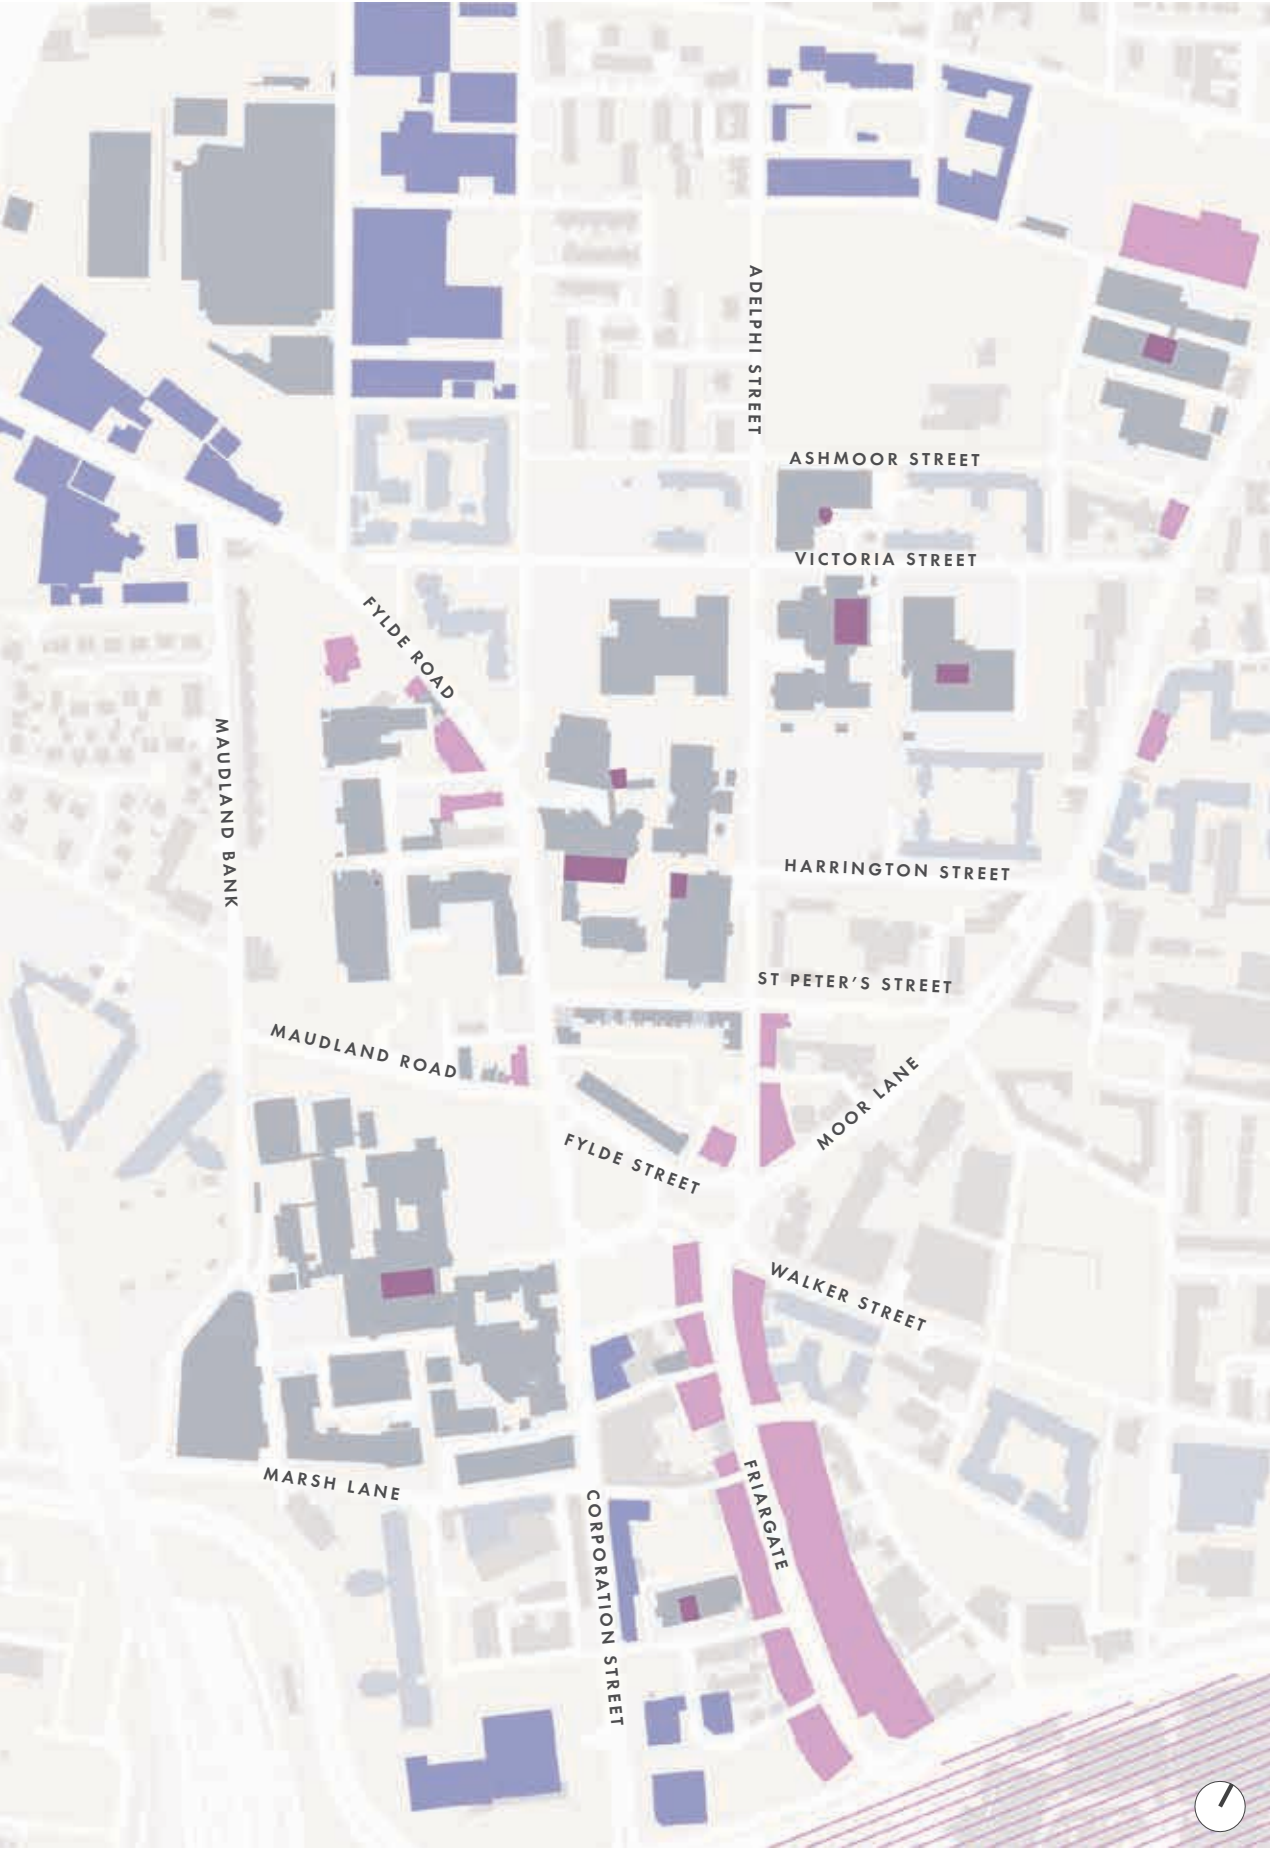 ADELPHI STREET
ASHMOOR STREET
VICTORIA STREET
FYLDE ROAD
MAUDLAND BANK
HARRINGTON STREET
ST PETER'S STREET
MAUDLAND ROAD
MOOR LANE
FYLDE STREET
WALKER STREET
MARSH LANE
FRIARGATE
CORPORATION STREET